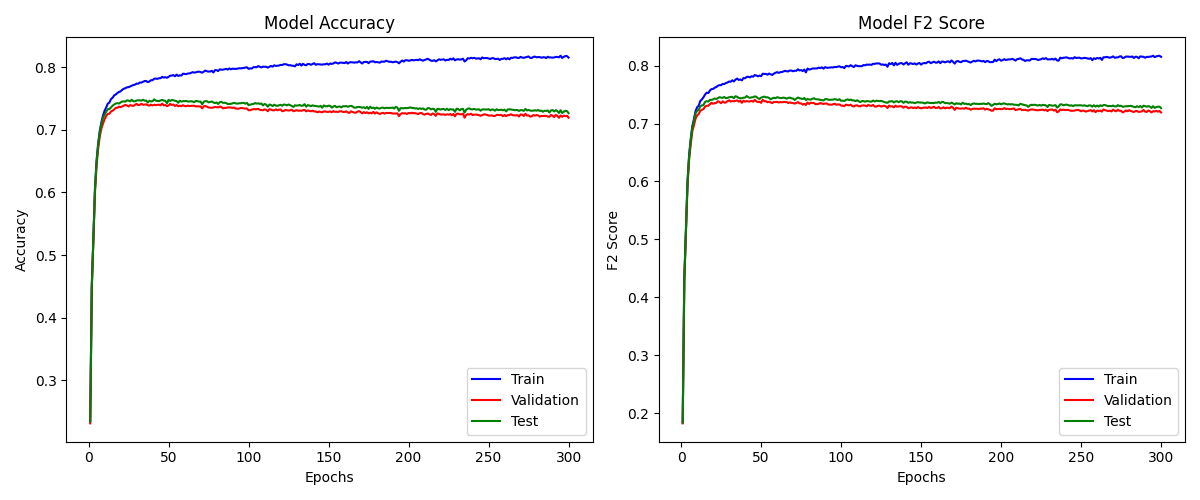 Model Accuracy
Accuracy
0.8
0.7
0.6
0.5
0.4
0.3
0
50
100
150
200
250
300
Epochs
Train
Validation
Test
Model F2 Score
F2 Score
0.8
0.7
0.6
0.5
0.4
0.3
0.2
0
50
100
150
200
250
300
Epochs
Train
Validation
Test